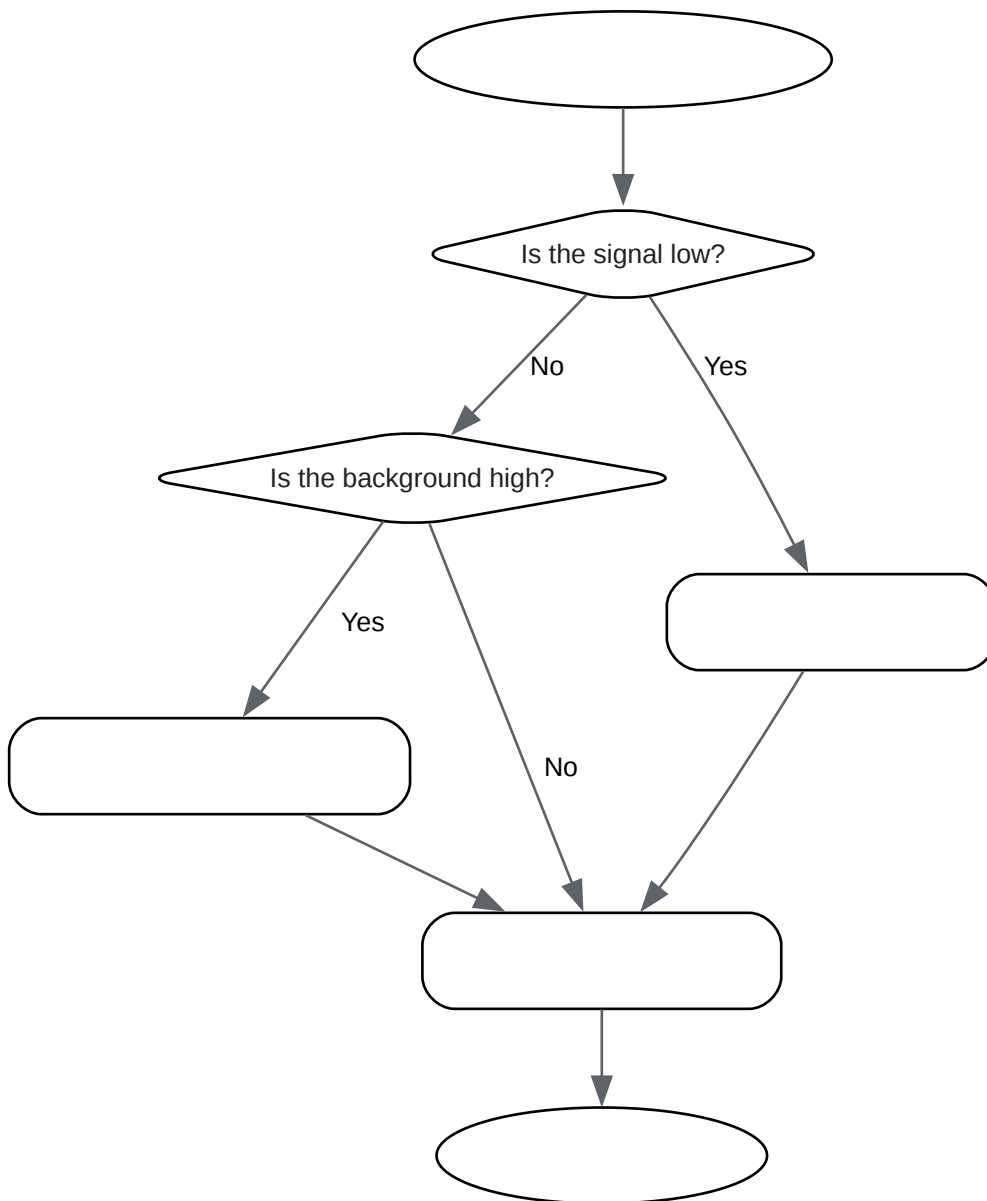 Is the signal low?
No
Yes
Is the background high?
Yes
No